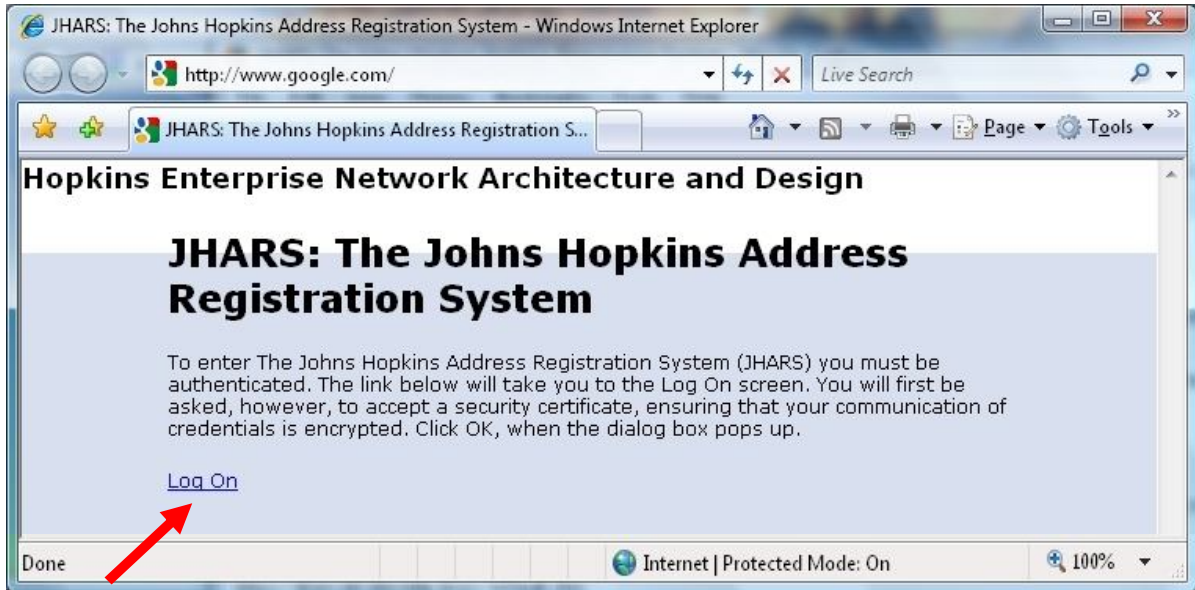 JHARS: The Johns Hopkins Address Registration System - Windows Internet Explorer
http://www.google.com/
Live Search
JHARS: The Johns Hopkins Address Registration S...
Page
Tools
Hopkins Enterprise Network Architecture and Design
JHARS: The Johns Hopkins Address
Registration System
To enter The Johns Hopkins Address Registration System (JHARS) you must be
authenticated. The link below will take you to the Log On screen. You will first be
asked, however, to accept a security certificate, ensuring that your communication of
credentials is encrypted. Click OK, when the dialog box pops up.
Log On
Done
Internet | Protected Mode: On
100%